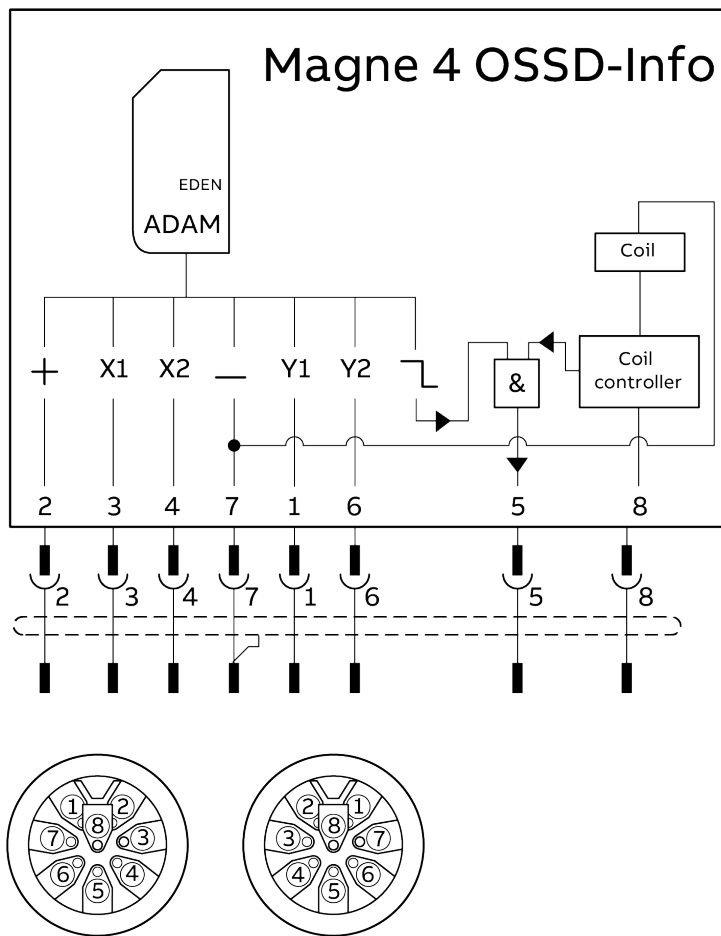 Magne 4 OSSD-Info
EDEN
ADAM
Coil
Coil
controller
+ X1 X2 — Y1 Y2 &
2 3 4 7 1 6 5 8
2 3 4 7 1 6 5 8
1 2 2 1
8 8
7 3 3 7
6 4 4 6
5 5